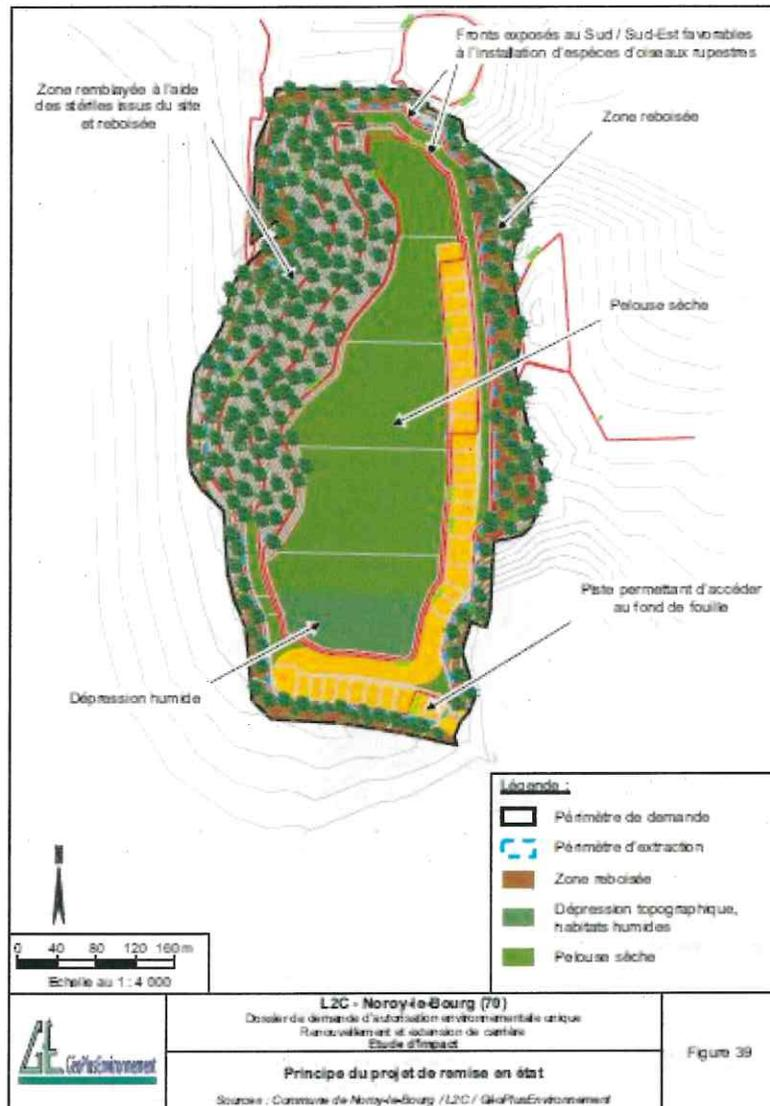 Fronts exposés au Sud / Sud-Est favorables
à l'installation d'espèces d'oiseaux rupestres
Zone remblayée à l'aide
des stériles issus du site
et reboisée
Zone reboisée
Pelouse sèche
Piste permettant d'accéder
au fond de fouille
Dépression humide
Légende :
Périmètre de demande
Périmètre d'extraction
Zone reboisée
Dépression topographique,
habitats humides
Pelouse sèche
N
0 40 80 120 160 m
Echelle au 1 : 4 000
GéoPlusEnvironnement
L2C - Noroy-le-Bourg (70)
Dossier de demande d'autorisation environnementale unique
Renouvellement et extension de carrière
Etude d'Impact
Figure 39
Principe du projet de remise en état
Sources : Commune de Noroy-le-Bourg / L2C / GéoPlusEnvironnement